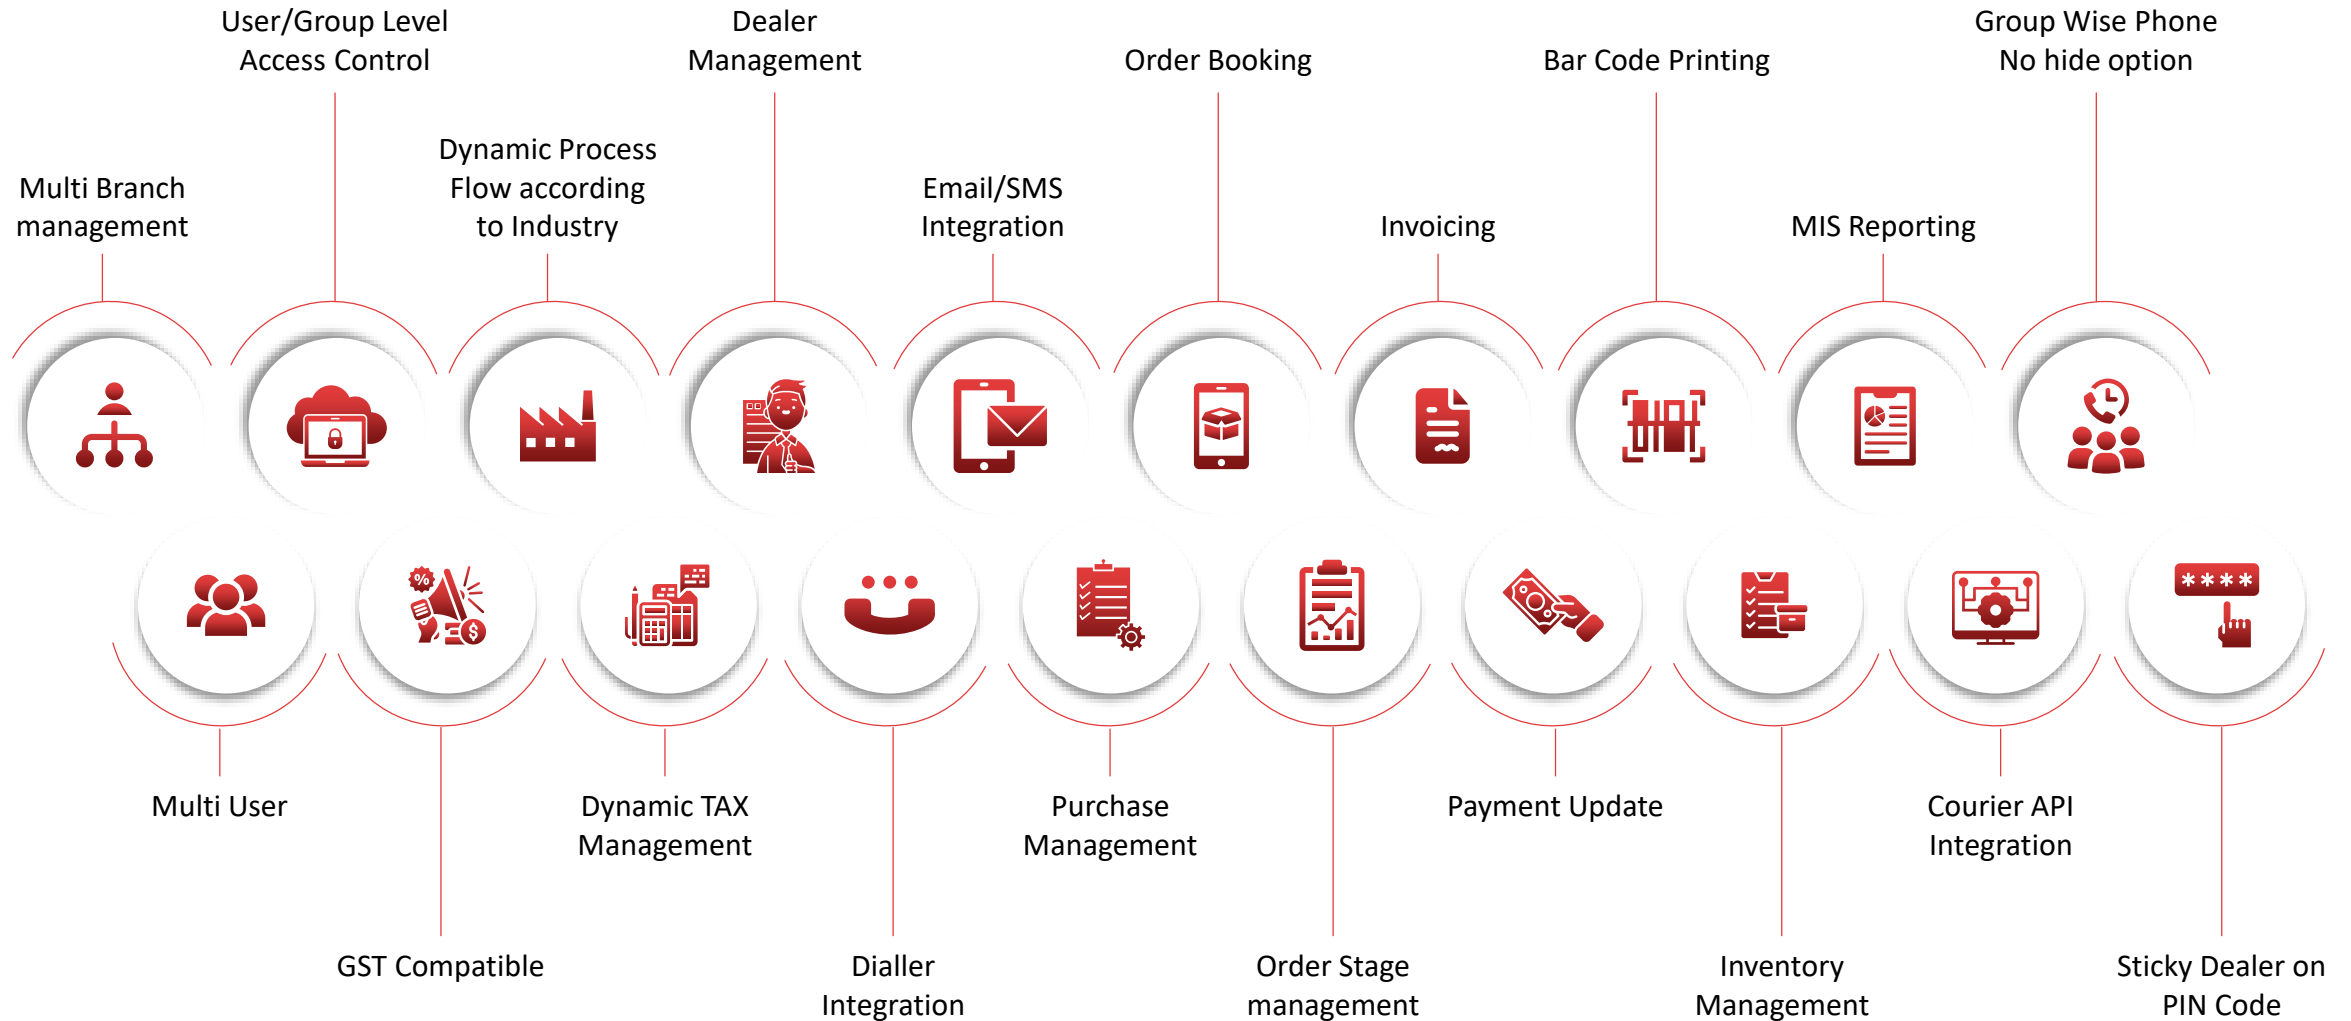 User/Group Level
Access Control
Dealer
Management
Order Booking
Bar Code Printing
Group Wise Phone
No hide option
Multi Branch
management
Dynamic Process
Flow according
to Industry
Email/SMS
Integration
Invoicing
MIS Reporting
%
$
****
Multi User
Dynamic TAX
Management
Purchase
Management
Payment Update
Courier API
Integration
GST Compatible
Dialler
Integration
Order Stage
management
Inventory
Management
Sticky Dealer on
PIN Code